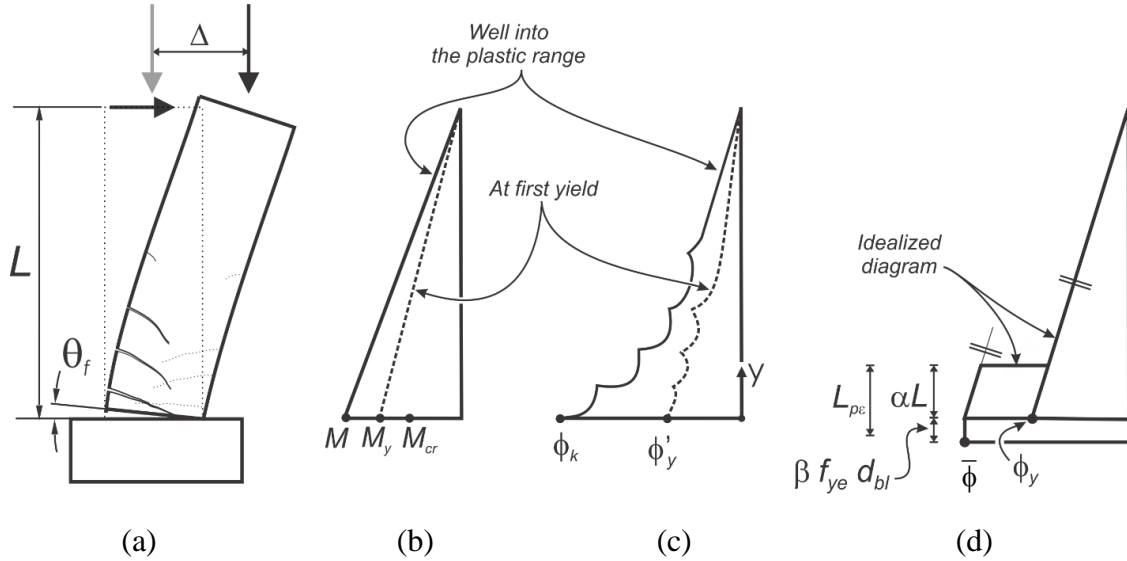 Δ
L
θf
(a)
Well into
the plastic range
At first yield
M
My
Mcr
(b)
y
ϕk
ϕ'y
(c)
Idealized
diagram
Lpε
αL
β fye dbl
ϕ̅
ϕy
(d)